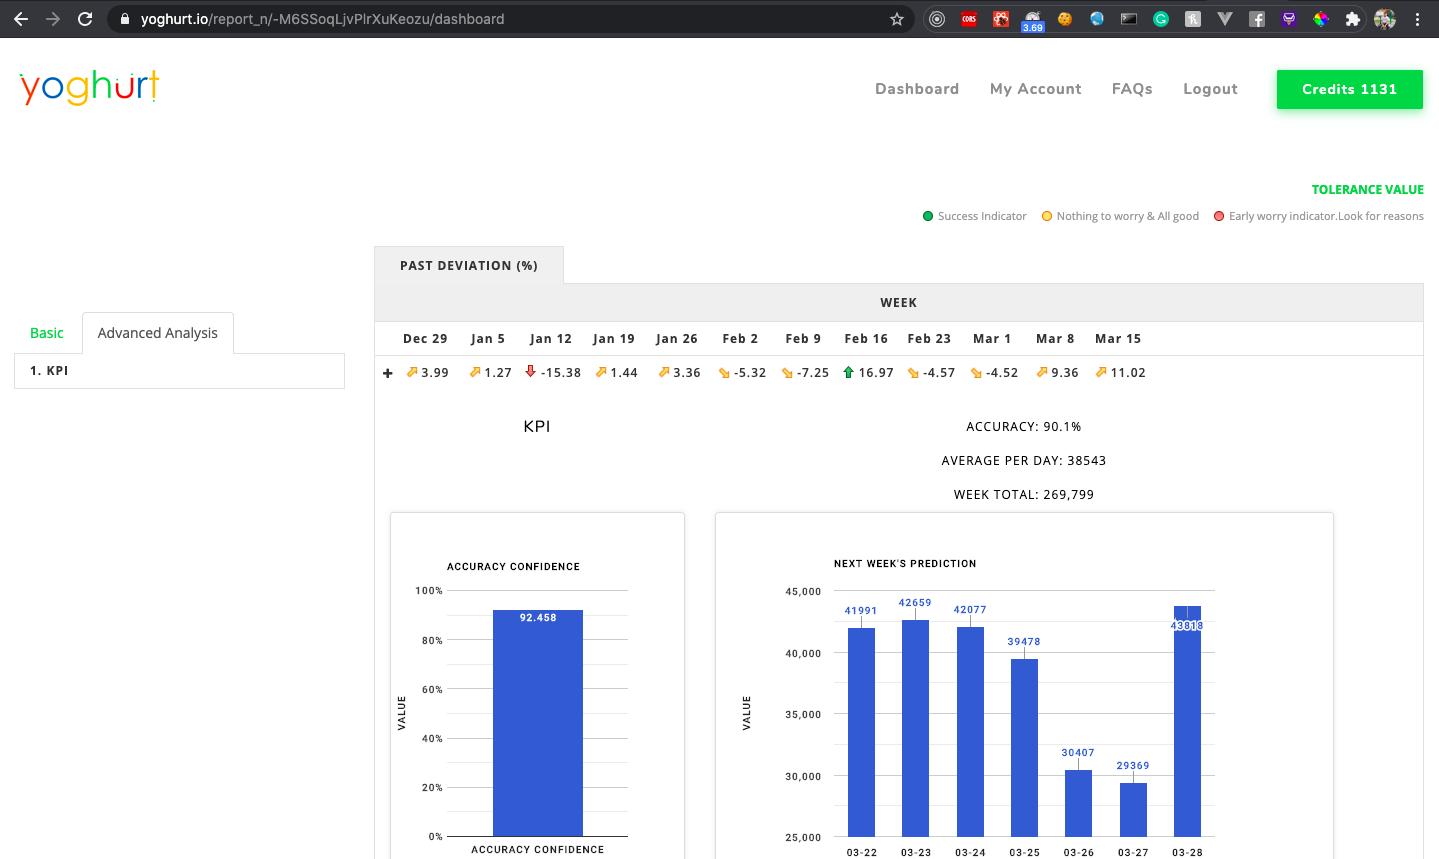 yoghurt.io/report_n/-M6SSoqLjvPlrXuKeozu/dashboard
CORS
3.69
yoghurt
Dashboard My Account FAQs Logout Credits 1131
TOLERANCE VALUE
Success Indicator Nothing to worry & All good Early worry indicator.Look for reasons
PAST DEVIATION (%)
WEEK
Basic Advanced Analysis
1. KPI
Dec 29 Jan 5 Jan 12 Jan 19 Jan 26 Feb 2 Feb 9 Feb 16 Feb 23 Mar 1 Mar 8 Mar 15
+ 3.99 1.27 -15.38 1.44 3.36 -5.32 -7.25 16.97 -4.57 -4.52 9.36 11.02
KPI
ACCURACY: 90.1%
AVERAGE PER DAY: 38543
WEEK TOTAL: 269,799
ACCURACY CONFIDENCE
100%
80%
60%
40%
20%
0%
VALUE
92.458
ACCURACY CONFIDENCE
NEXT WEEK'S PREDICTION
45,000
40,000
35,000
30,000
25,000
VALUE
41991 42659 42077 39478 30407 29369 43818
03-22 03-23 03-24 03-25 03-26 03-27 03-28